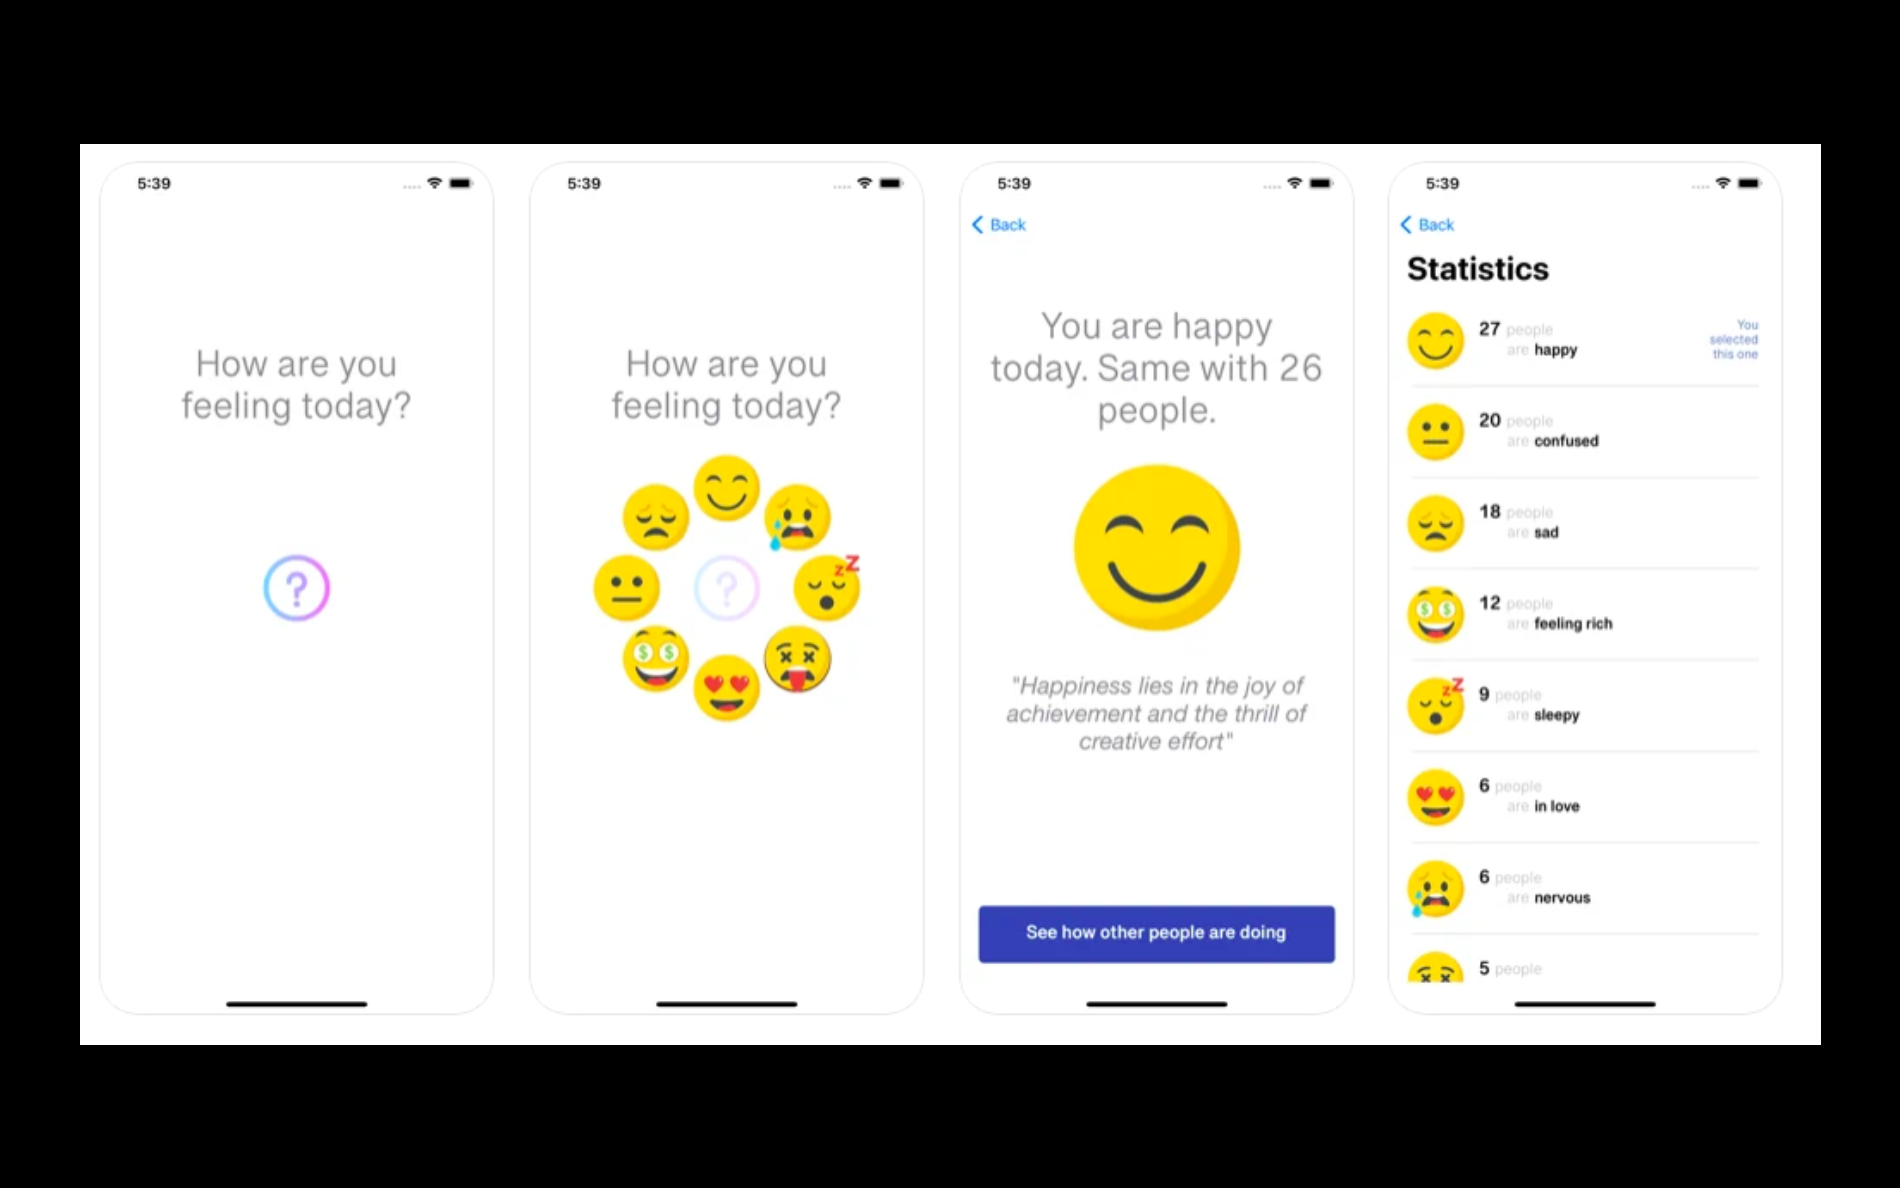 5:39
How are you
feeling today?
?
5:39
How are you
feeling today?
z
Z
?
$ $
5:39
Back
You are happy
today. Same with 26
people.
"Happiness lies in the joy of
achievement and the thrill of
creative effort"
See how other people are doing
5:39
Back
Statistics
27 people
are happy
You
selected
this one
20 people
are confused
18 people
are sad
$ $
12 people
are feeling rich
z
Z
9 people
are sleepy
6 people
are in love
6 people
are nervous
5 people